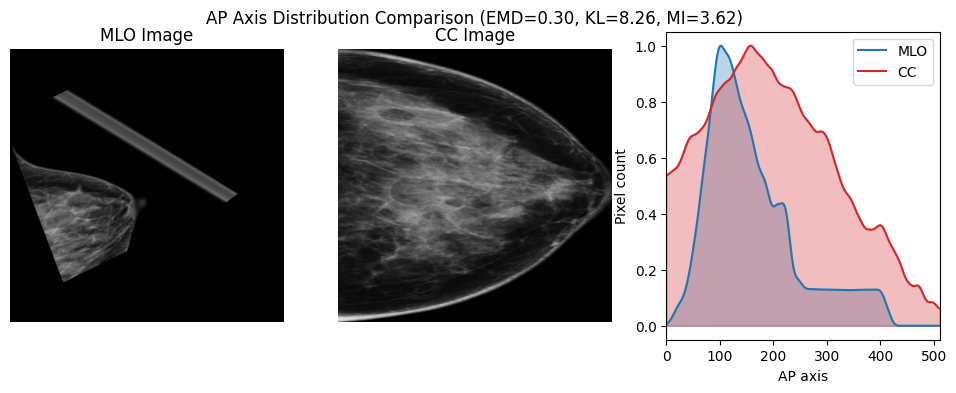 AP Axis Distribution Comparison (EMD=0.30, KL=8.26, MI=3.62)
MLO Image
CC Image
MLO
CC
Pixel count
1.0
0.8
0.6
0.4
0.2
0.0
0 100 200 300 400 500
AP axis